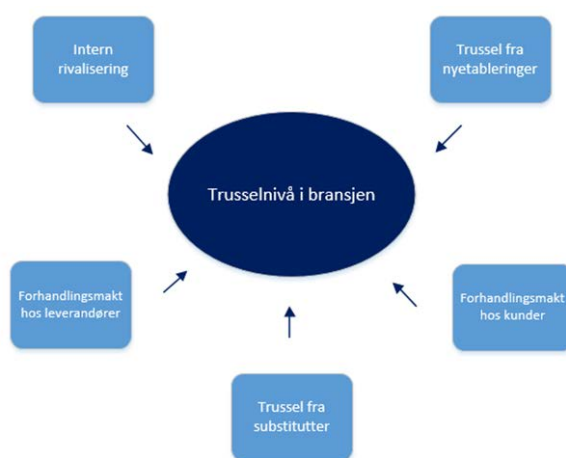 Intern
rivalisering
Trussel fra
nyetableringer
Trusselnivå i bransjen
Forhandlingsmakt
hos leverandører
Forhandlingsmakt
hos kunder
Trussel fra
substitutter